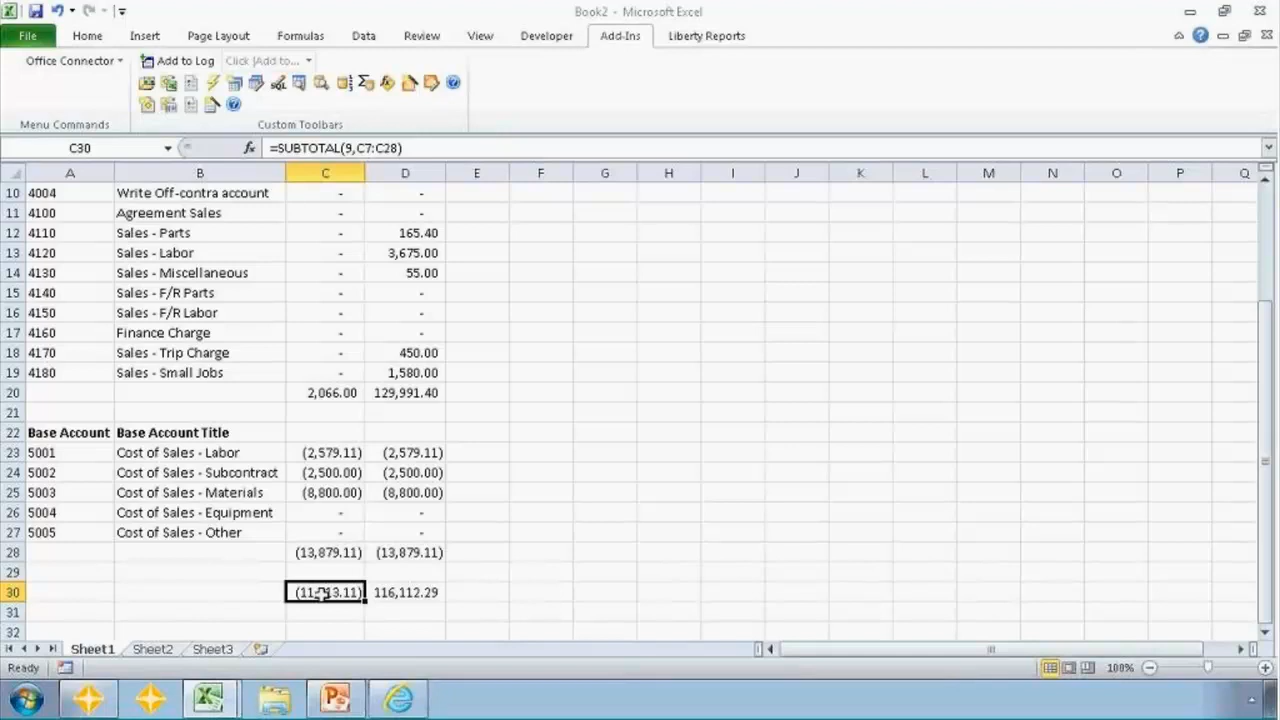 Book2 - Microsoft Excel
File Home Insert Page Layout Formulas Data Review View Developer Add-Ins Liberty Reports
Office Connector Add to Log Click [Add to...
Menu Commands Custom Toolbars
C30 fx =SUBTOTAL(9,C7:C28)
A B C D E F G H I J K L M N O P Q
10 4004 Write Off-contra account - -
11 4100 Agreement Sales - -
12 4110 Sales - Parts - 165.40
13 4120 Sales - Labor - 3,675.00
14 4130 Sales - Miscellaneous - 55.00
15 4140 Sales - F/R Parts - -
16 4150 Sales - F/R Labor - -
17 4160 Finance Charge - -
18 4170 Sales - Trip Charge - 450.00
19 4180 Sales - Small Jobs - 1,580.00
20 2,066.00 129,991.40
21
22 Base Account Base Account Title
23 5001 Cost of Sales - Labor (2,579.11) (2,579.11)
24 5002 Cost of Sales - Subcontract (2,500.00) (2,500.00)
25 5003 Cost of Sales - Materials (8,800.00) (8,800.00)
26 5004 Cost of Sales - Equipment - -
27 5005 Cost of Sales - Other - -
28 (13,879.11) (13,879.11)
29
30 116,112.29
31
32
Sheet1 Sheet2 Sheet3
Ready 100%